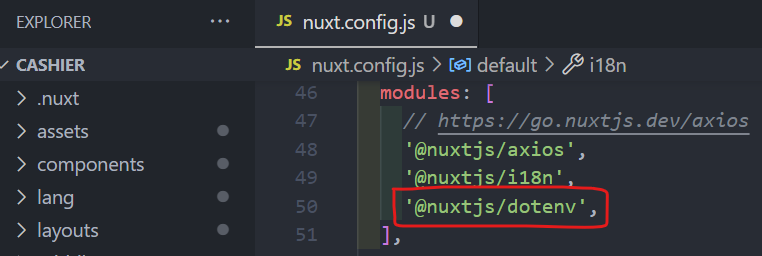 EXPLORER ...
JS nuxt.config.js U
CASHIER
JS nuxt.config.js > default > i18n
.nuxt
assets
components
lang
layouts
46 modules: [
47 // https://go.nuxtjs.dev/axios
48 '@nuxtjs/axios',
49 '@nuxtjs/i18n',
50 '@nuxtjs/dotenv',
51 ],